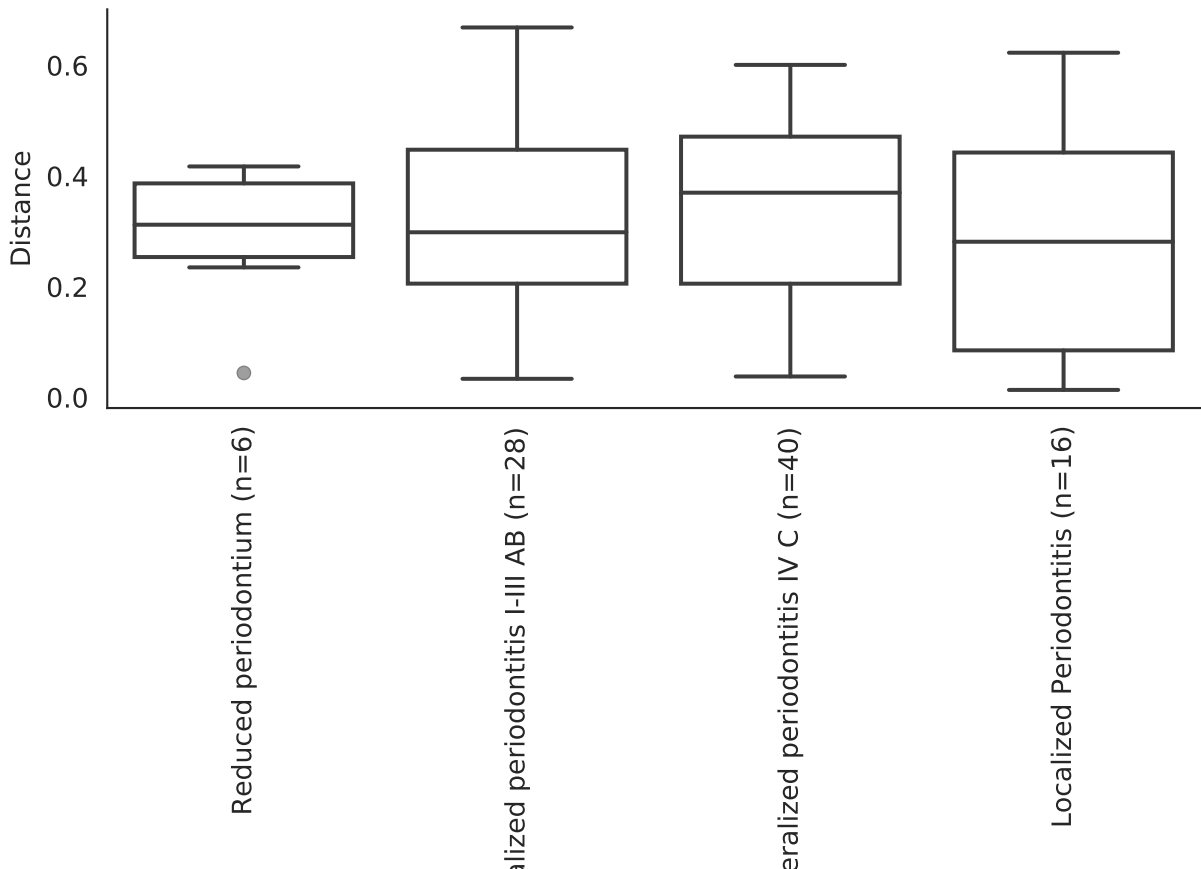 0.6
0.4
0.2
0.0
Distance
Reduced periodontium (n=6)
alized periodontitis I-III AB (n=28)
eralized periodontitis IV C (n=40)
Localized Periodontitis (n=16)